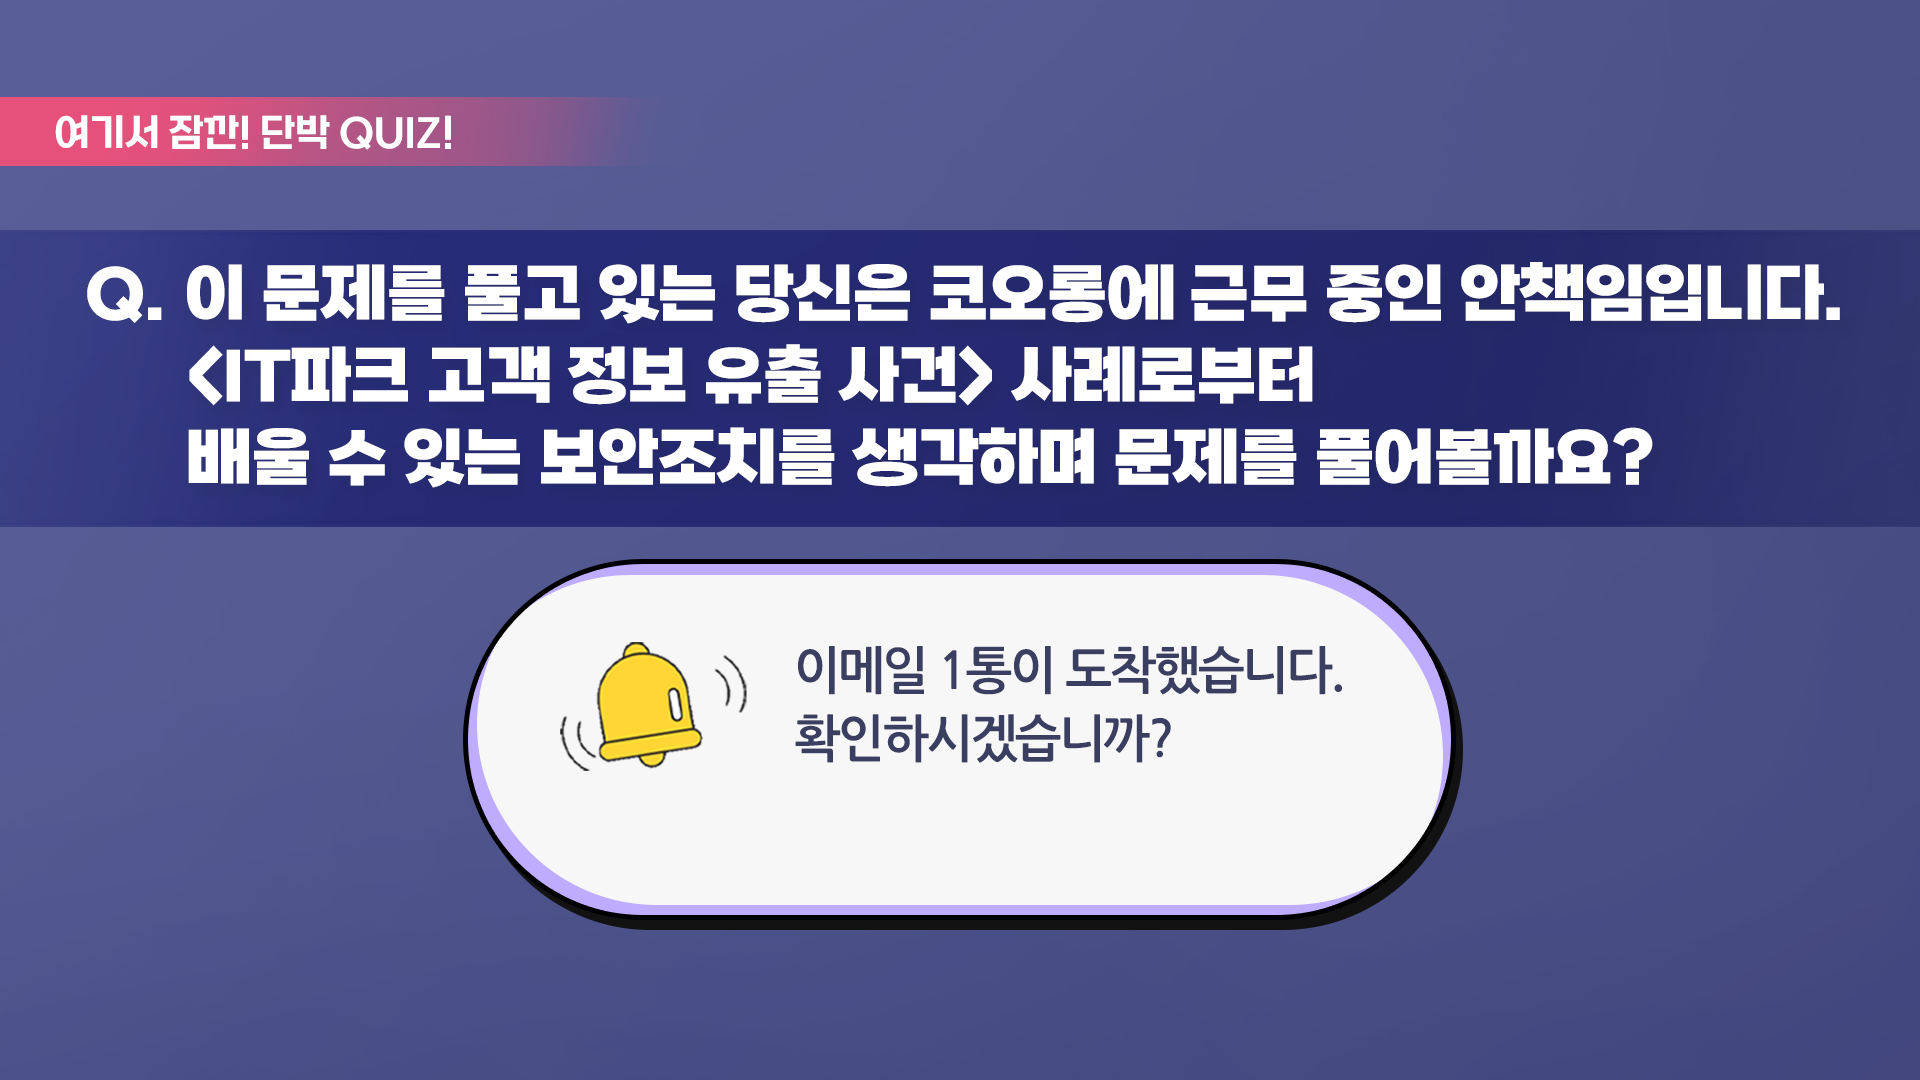 여기서 잠깐! 단박 QUIZ!
Q. 이 문제를 풀고 있는 당신은 코오롱에 근무 중인 안책임입니다.
<IT파크 고객 정보 유출 사건> 사례로부터
배울 수 있는 보안조치를 생각하며 문제를 풀어볼까요?
이메일 1통이 도착했습니다.
확인하시겠습니까?